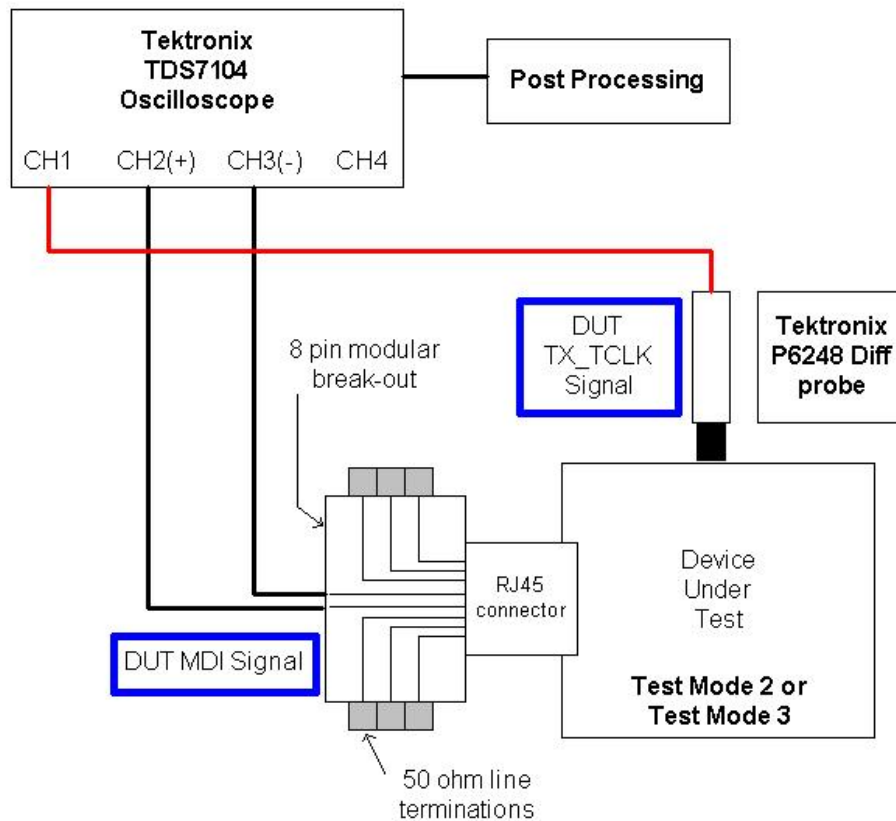 Tektronix
TDS7104
Oscilloscope
Post Processing
CH1 CH2(+) CH3(-) CH4
DUT
TX_TCLK
Signal
Tektronix
P6248 Diff
probe
8 pin modular
break-out
RJ45
connector
Device
Under
Test
DUT MDI Signal
Test Mode 2 or
Test Mode 3
50 ohm line
terminations